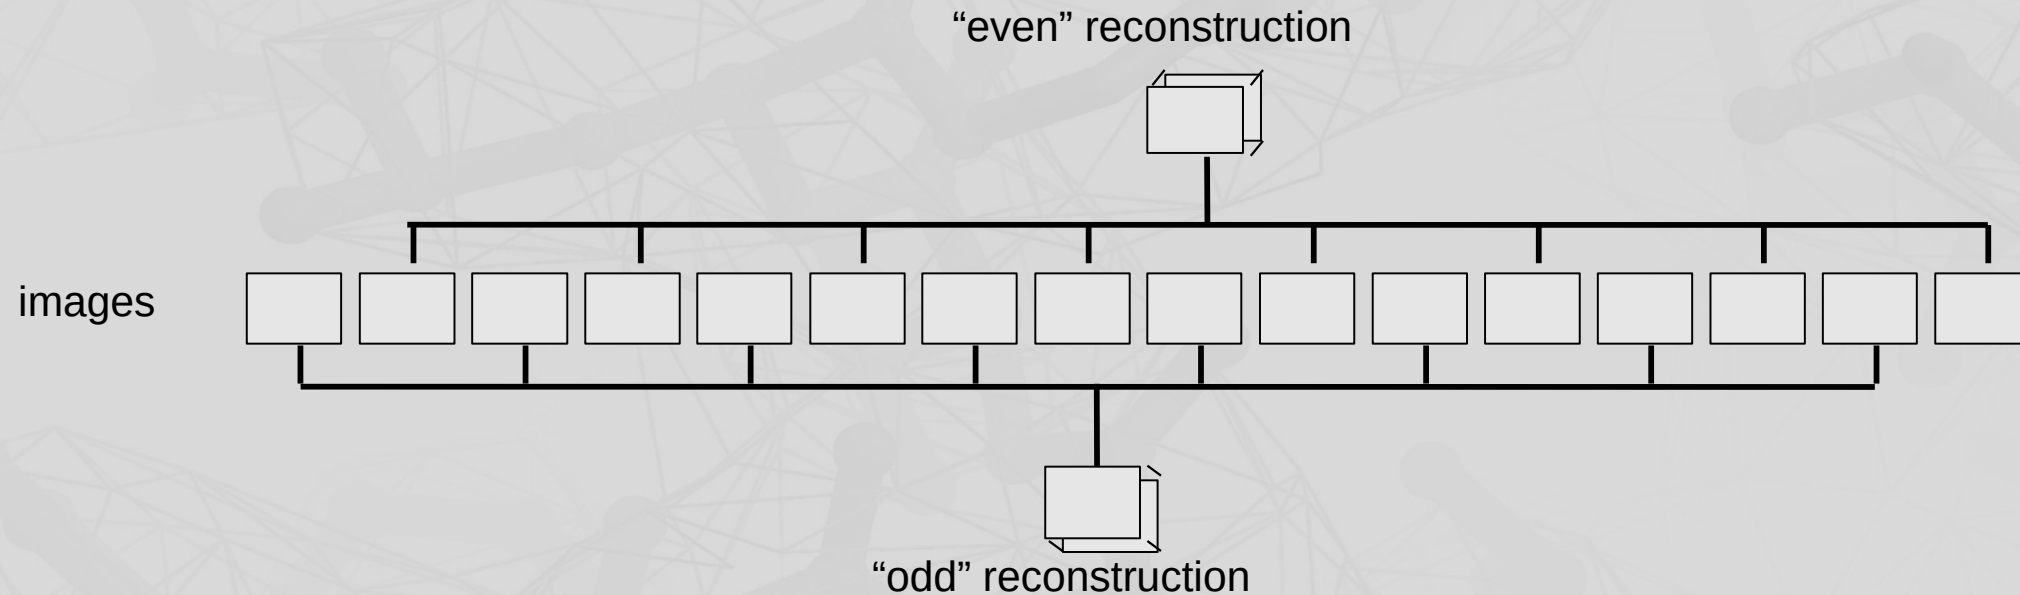 “even” reconstruction
images
“odd” reconstruction